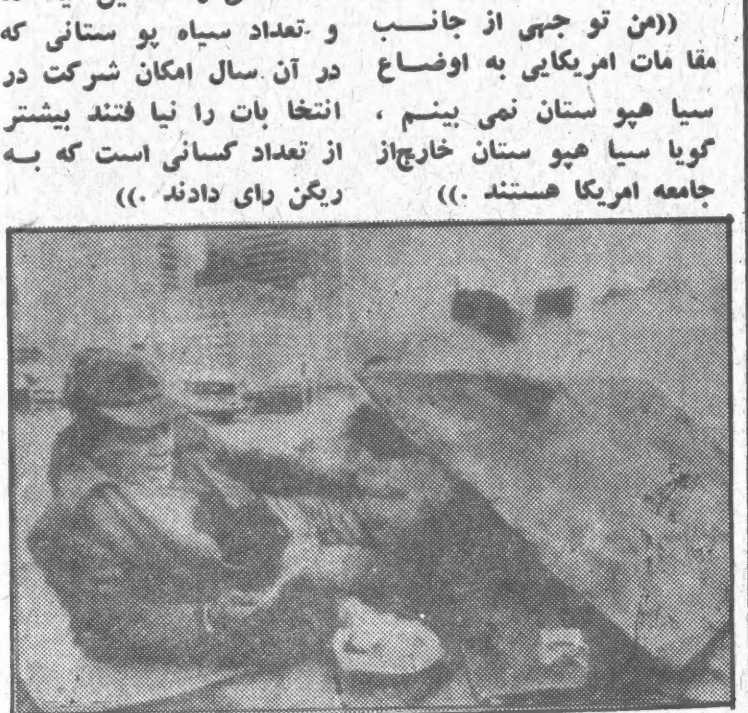 ((من تو جهی از جانب
مقا مات امریکایی به اوضاع
سیا هپو ستان نمی بینم ،
گویا سیا هپو ستان خارج‌از
جامعه امریکا هستند .))
و تعداد سیاه پو ستانی که
در آن سال امکان شرکت در
انتخا بات را نیا فتند بیشتر
از تعداد کسانی است که به
ریگن رای دادند .))